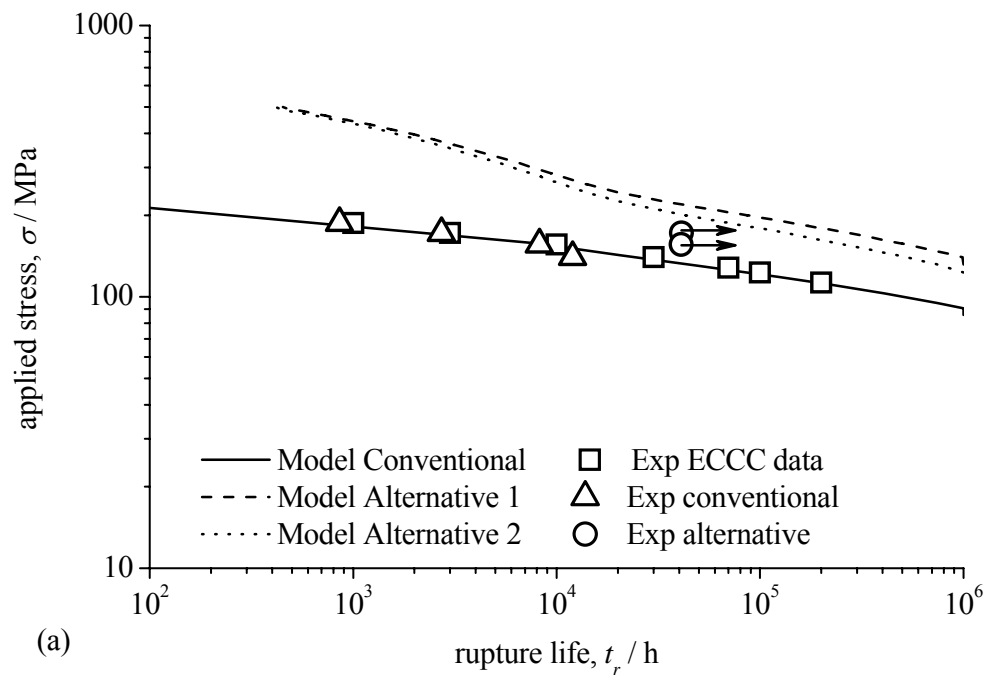 1000
100
10
applied stress, σ / MPa
Model Conventional
Model Alternative 1
Model Alternative 2
Exp ECCC data
Exp conventional
Exp alternative
10² 10³ 10⁴ 10⁵ 10⁶
(a)
rupture life, tᵣ / h